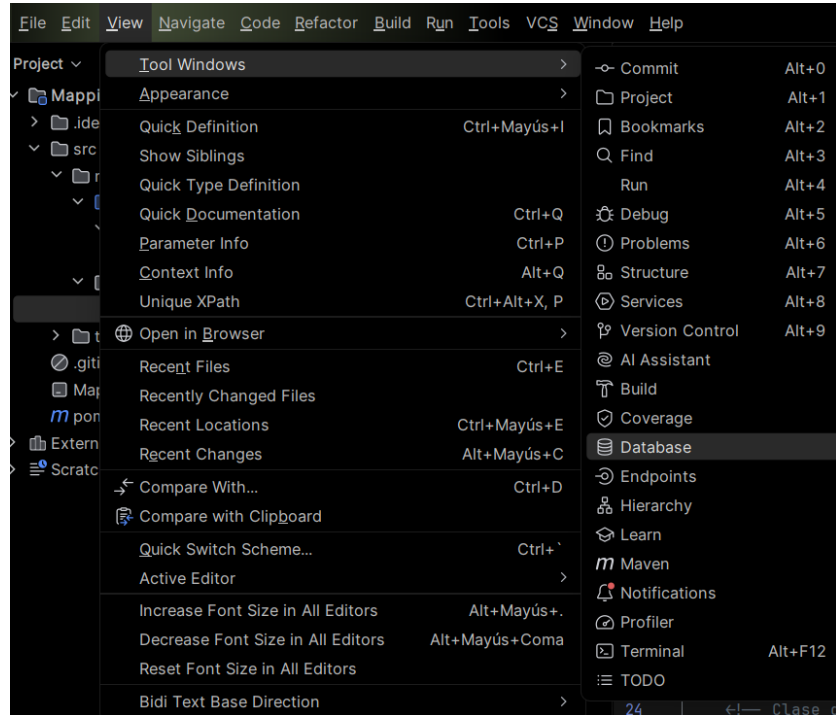 File Edit View Navigate Code Refactor Build Run Tools VCS Window Help
Project
Mappi
.ide
src
t
.giti
Map
m pon
Extern
Scratc
Tool Windows
Appearance
Quick Definition Ctrl+Mayús+I
Show Siblings
Quick Type Definition
Quick Documentation Ctrl+Q
Parameter Info Ctrl+P
Context Info Alt+Q
Unique XPath Ctrl+Alt+X, P
Open in Browser
Recent Files Ctrl+E
Recently Changed Files
Recent Locations Ctrl+Mayús+E
Recent Changes Alt+Mayús+C
Compare With... Ctrl+D
Compare with Clipboard
Quick Switch Scheme... Ctrl+`
Active Editor
Increase Font Size in All Editors Alt+Mayús+.
Decrease Font Size in All Editors Alt+Mayús+Coma
Reset Font Size in All Editors
Bidi Text Base Direction
Commit Alt+0
Project Alt+1
Bookmarks Alt+2
Find Alt+3
Run Alt+4
Debug Alt+5
Problems Alt+6
Structure Alt+7
Services Alt+8
Version Control Alt+9
AI Assistant
Build
Coverage
Database
Endpoints
Hierarchy
Learn
m Maven
Notifications
Profiler
Terminal Alt+F12
TODO
24 <!-- Clase